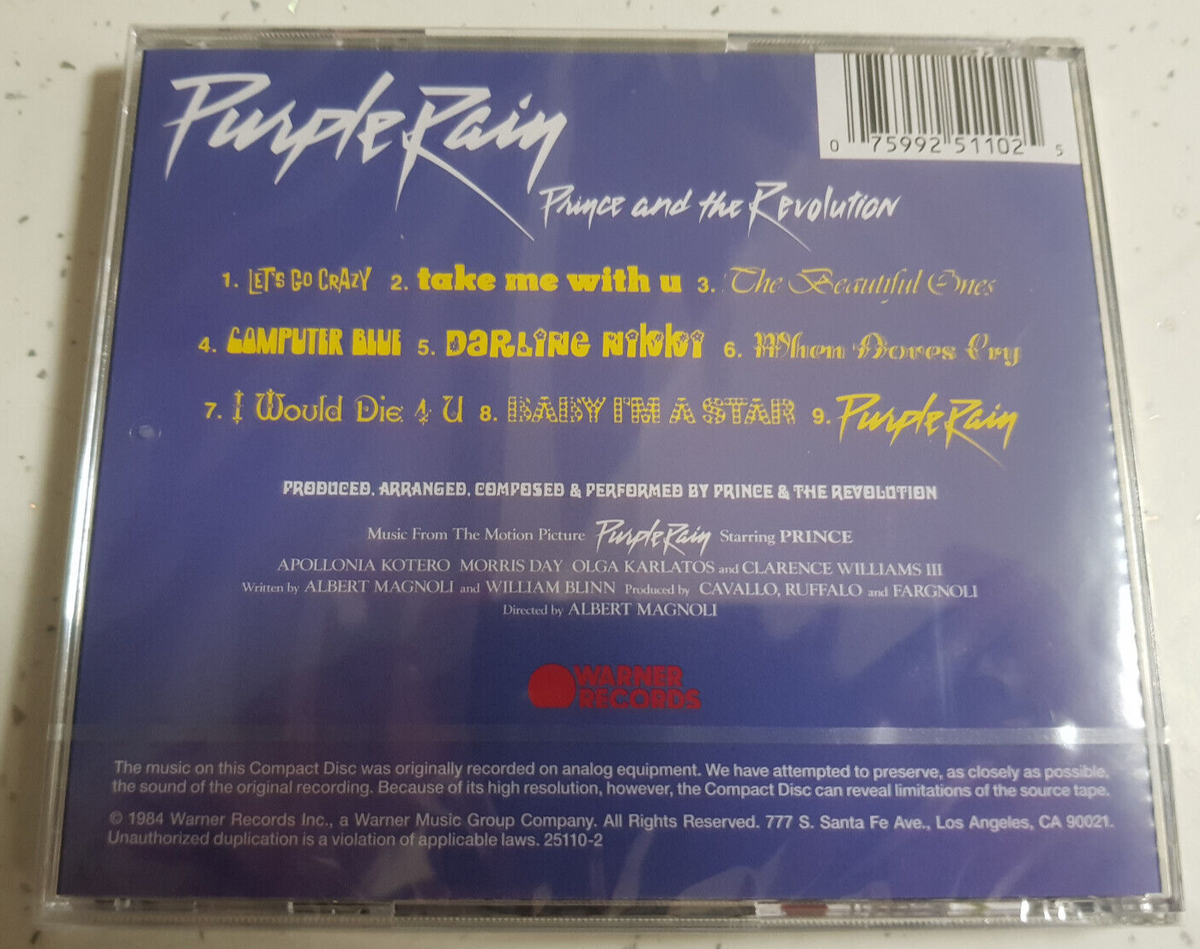 Purple Rain
0 75992 51102 5
Prince and the Revolution
1. LET'S GO CRAZY 2. take me with u 3. The Beautiful Ones
4. COMPUTER BLUE 5. DARLING NIKKI 6. When Doves Cry
7. I Would Die 4 U 8. BABY I'M A STAR 9. Purple Rain
PRODUCED, ARRANGED, COMPOSED & PERFORMED BY PRINCE & THE REVOLUTION
Music From The Motion Picture Purple Rain Starring PRINCE
APOLLONIA KOTERO MORRIS DAY OLGA KARLATOS and CLARENCE WILLIAMS III
Written by ALBERT MAGNOLI and WILLIAM BLINN Produced by CAVALLO, RUFFALO and FARGNOLI
Directed by ALBERT MAGNOLI
WARNER
RECORDS
The music on this Compact Disc was originally recorded on analog equipment. We have attempted to preserve, as closely as possible,
the sound of the original recording. Because of its high resolution, however, the Compact Disc can reveal limitations of the source tape.
© 1984 Warner Records Inc., a Warner Music Group Company. All Rights Reserved. 777 S. Santa Fe Ave., Los Angeles, CA 90021.
Unauthorized duplication is a violation of applicable laws. 25110-2